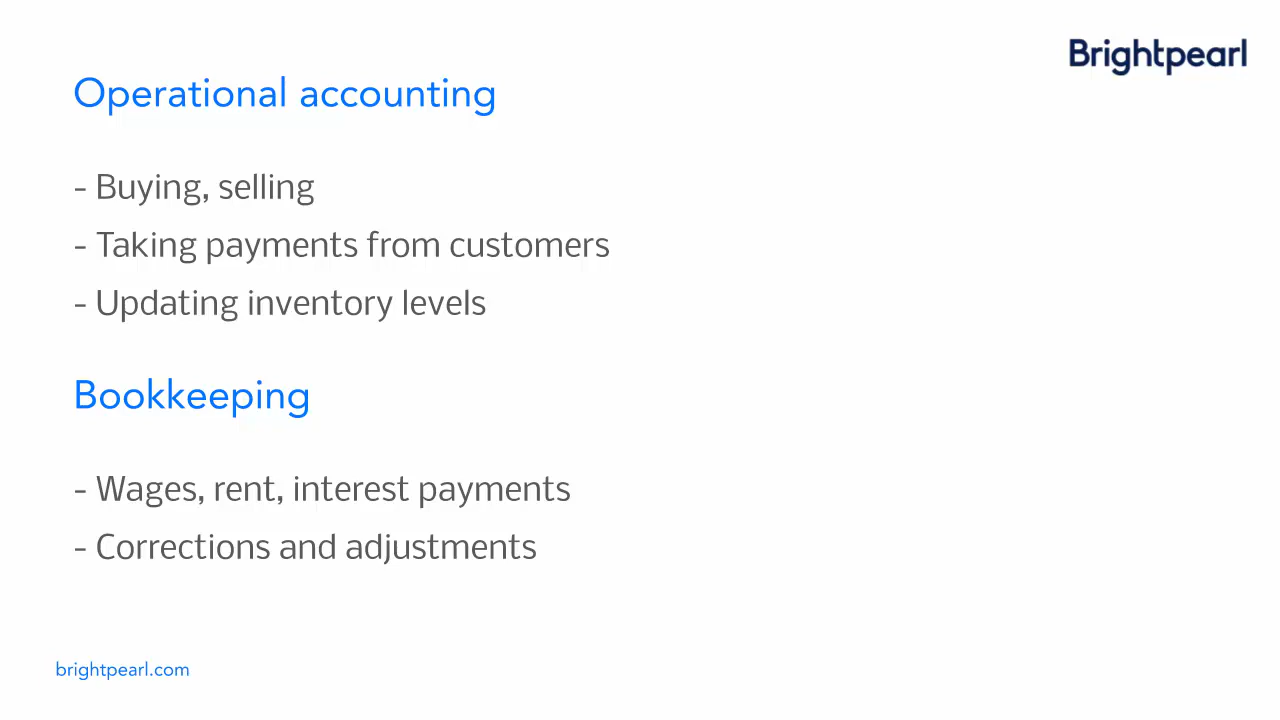 Brightpearl
Operational accounting
- Buying, selling
- Taking payments from customers
- Updating inventory levels
Bookkeeping
- Wages, rent, interest payments
- Corrections and adjustments
brightpearl.com